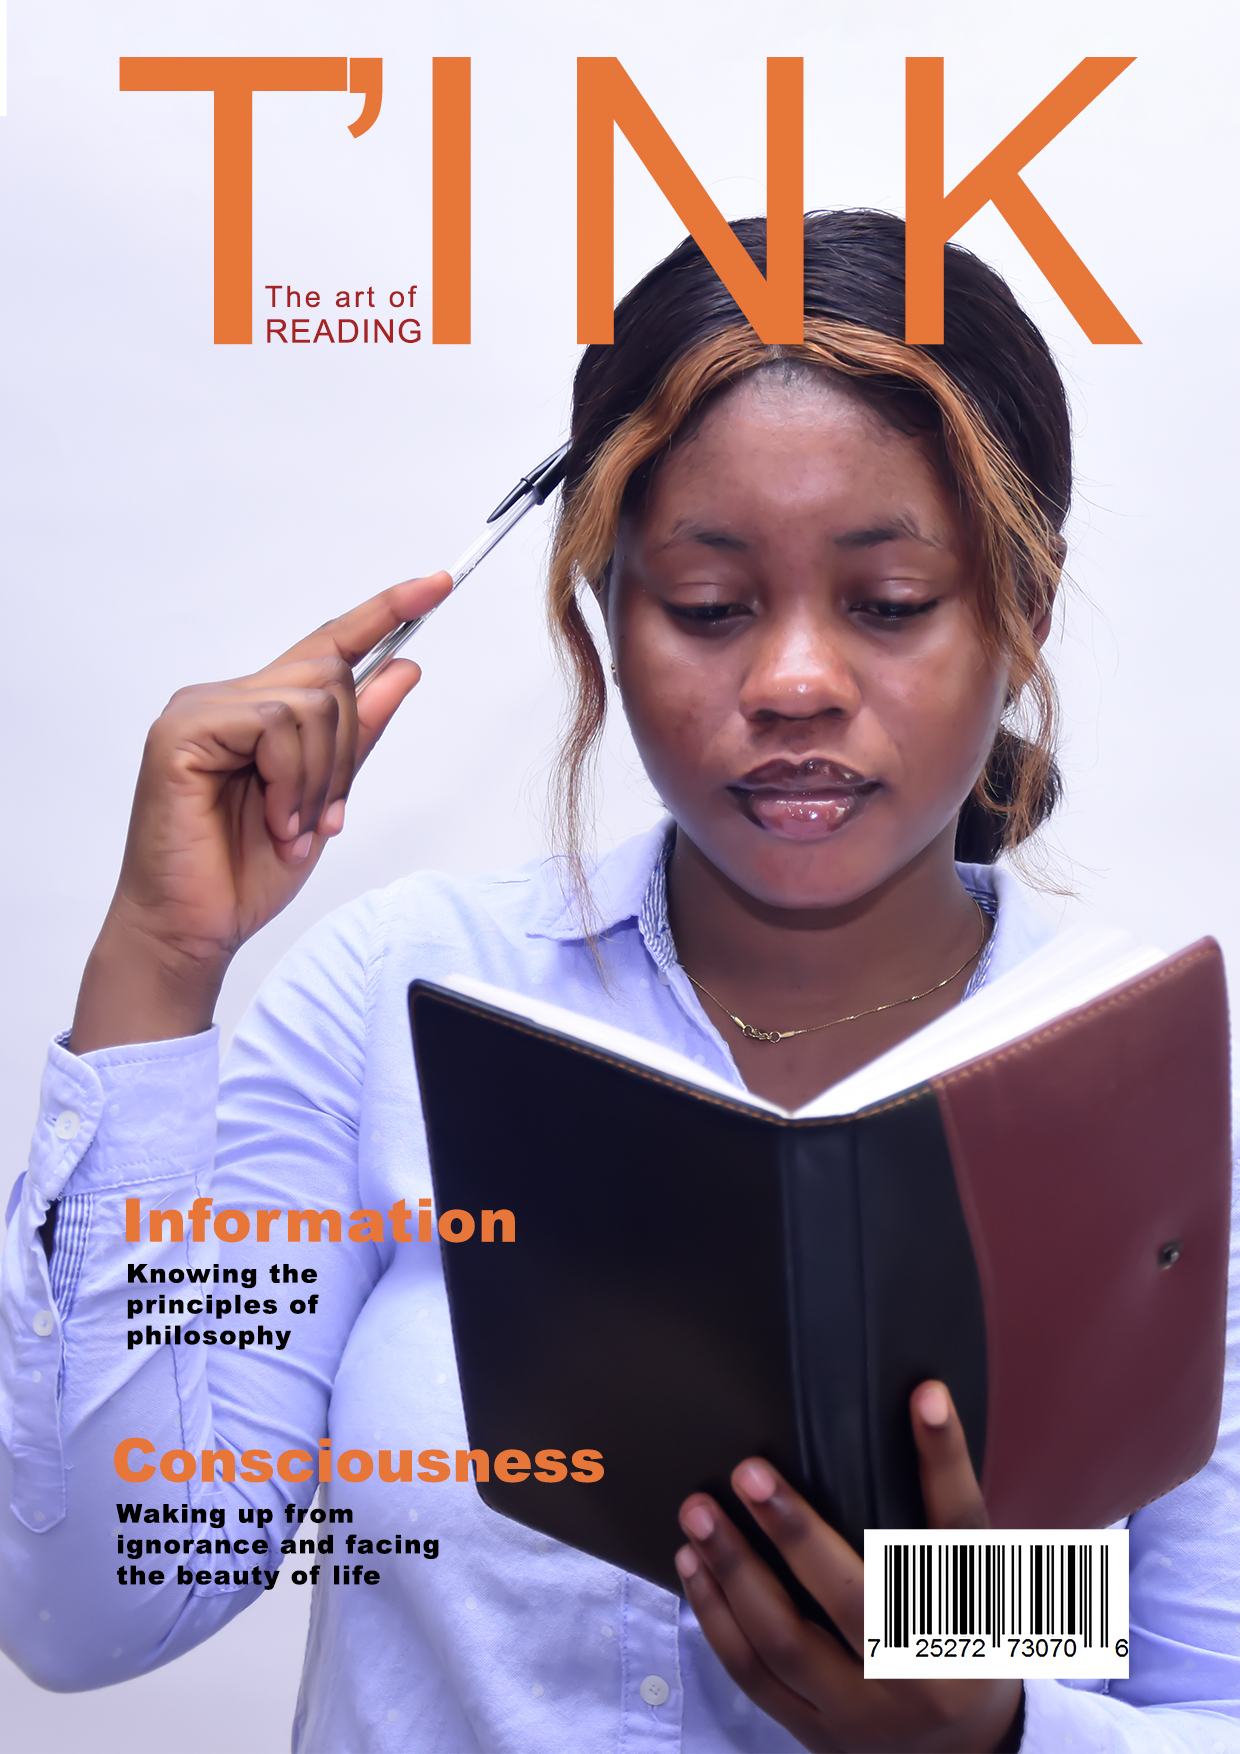 T'INK
The art of
READING
Information
Knowing the
principles of
philosophy
Consciousness
Waking up from
ignorance and facing
the beauty of life
7 25272 73070 6